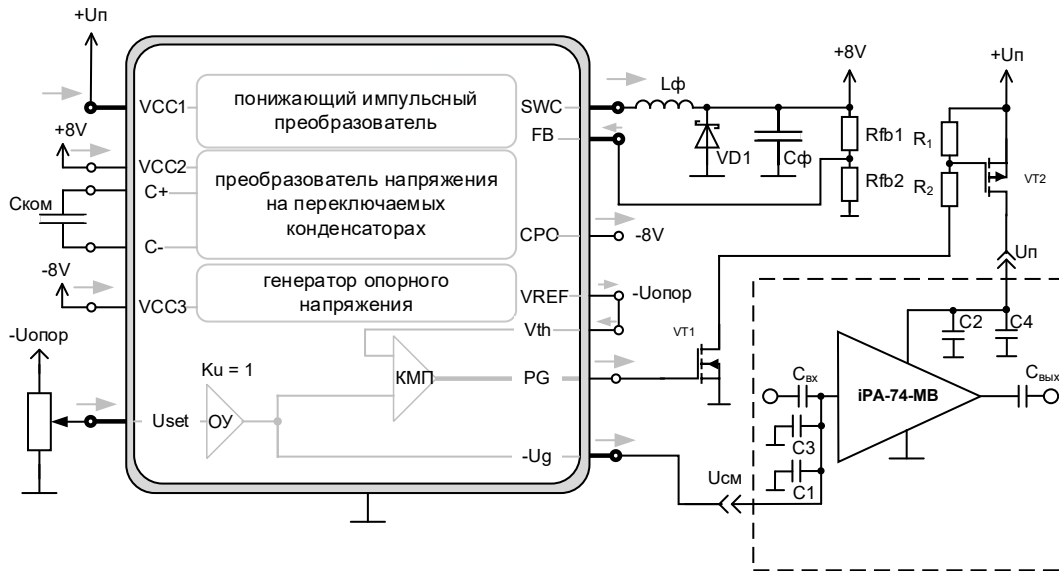 +Uп
VCC1
+8V
VCC2
C+
Cком
C-
-8V
VCC3
-Uопор
Uset
понижающий импульсный
преобразователь
преобразователь напряжения
на переключаемых
конденсаторах
генератор опорного
напряжения
Ku = 1
ОУ
КМП
SWC
FB
CPO
VREF
Vth
PG
-Ug
Lф
VD1
Cф
+8V
Rfb1
Rfb2
-8V
-Uопор
VT1
Uсм
+Uп
R1
R2
VT2
Uп
C2
C4
Cвх
iPA-74-MB
Cвых
C3
C1